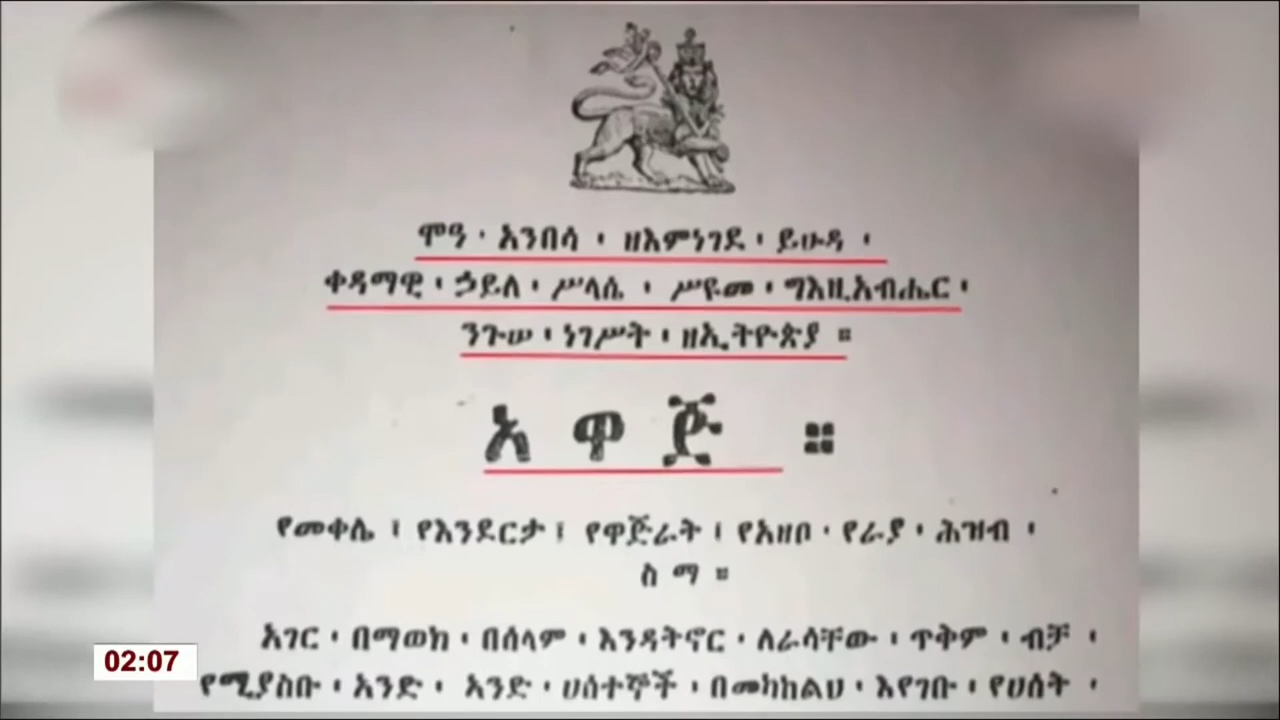 ሞዓ ፡ አንበሳ ፡ ዘእምነገደ ፡ ይሁዳ ፡
ቀዳማዊ ፡ ኃይለ ፡ ሥላሴ ፡ ሥዩመ ፡ ግእዚአብሔር ፡
ንጉሠ ፡ ነገሥት ፡ ዘኢትዮጵያ ።
አዋጅ ።
የመቀሌ ፣ የእንደርታ ፣ የዋጅራት ፣ የአዘቦ ፡ የራያ ፡ ሕዝብ ፡
ስማ ።
አገር ፡ በማወክ ፡ በሰላም ፡ እንዳትኖር ፡ ለራሳቸው ፡ ጥቅም ፡ ብቻ ፡
የሚያስቡ ፡ አንድ ፡ አንድ ፡ ሀሰተኞች ፡ በመካከልህ ፡ እየገቡ ፡ የሀሰት ፡
02:07